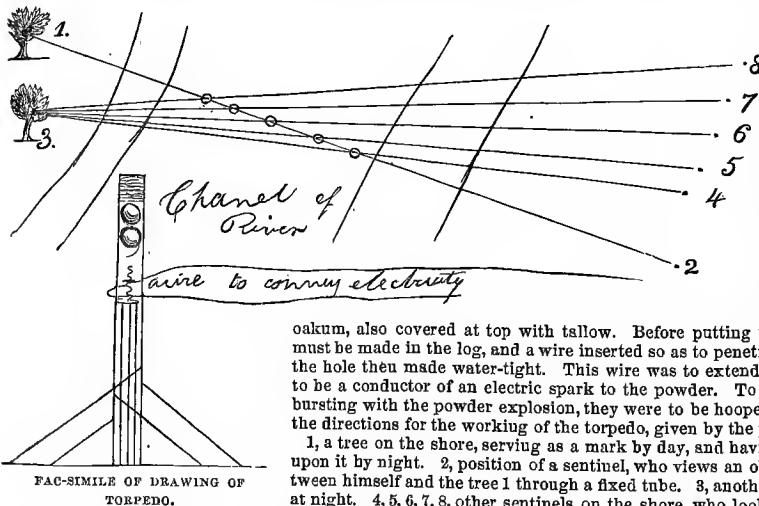 1.
8
7
3.
6
5
4
Chanel of
River
2
wire to convey electricity
oakum, also covered at top with tallow. Before putting
must be made in the log, and a wire inserted so as to
the hole then made water-tight. This wire was to extend
to be a conductor of an electric spark to the powder. To
bursting with the powder explosion, they were to be
the directions for the working of the torpedo, given by the
1, a tree on the shore, serving as a mark by day, and
upon it by night. 2, position of a sentinel, who views an
tween himself and the tree 1 through a fixed tube. 3,
at night. 4, 5, 6, 7, 8, other sentinels on the shore, who
FAC-SIMILE OF DRAWING OF
TORPEDO.